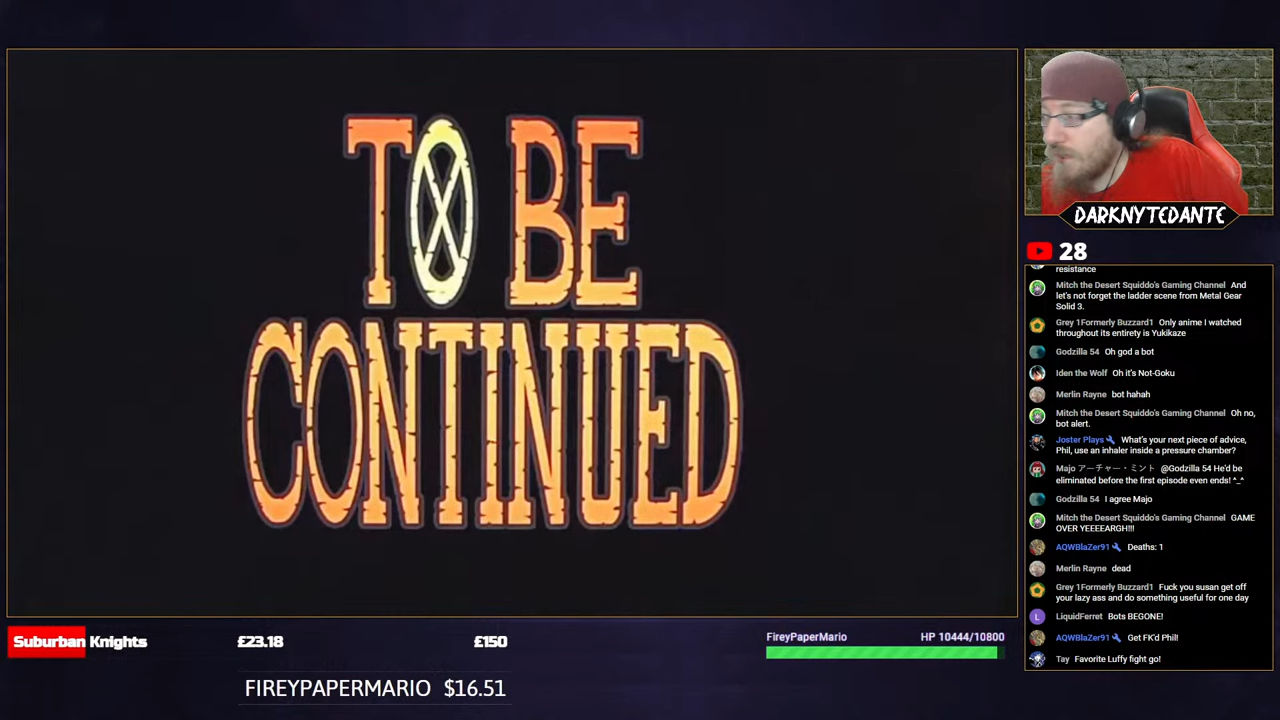 TO BE
CONTINUED
DARKNYTEDANTE
28
resistance
Mitch the Desert Squiddo's Gaming Channel And
let's not forget the ladder scene from Metal Gear
Solid 3.
Grey 1Formerly Buzzard1 Only anime I watched
throughout its entirety is Yukikaze
Godzilla 54 Oh god a bot
Iden the Wolf Oh it's Not-Goku
Merlin Rayne bot hahah
Mitch the Desert Squiddo's Gaming Channel Oh no,
bot alert.
Joster Plays What's your next piece of advice,
Phil, use an inhaler inside a pressure chamber?
Majo アーチャー・ミント @Godzilla 54 He'd be
eliminated before the first episode even ends! ^_^
Godzilla 54 I agree Majo
Mitch the Desert Squiddo's Gaming Channel GAME
OVER YEEEEARGH!!!
AQWBlaZer91 Deaths: 1
Merlin Rayne dead
Grey 1Formerly Buzzard1 Fuck you susan get off
your lazy ass and do something useful for one day
L
LiquidFerret Bots BEGONE!
AQWBlaZer91 Get FK'd Phil!
Tay Favorite Luffy fight go!
Suburban Knights £23.18 £150
FireyPaperMario HP 10444/10800
FIREYPAPERMARIO $16.51